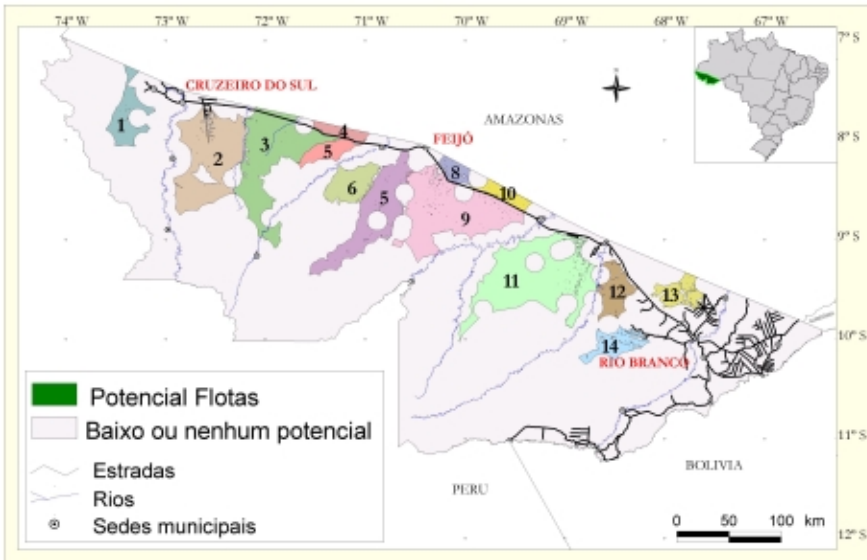 74° W 73° W 72° W 71° W 70° W 69° W 68° W 67° W
7° S
CRUZEIRO DO SUL
AMAZONAS
1
4
FEIJÓ
8° S
3
5
2
8
6
5
10
9
9° S
11
12
13
14
10° S
RIO BRANCO
Potencial Flotas
Baixo ou nenhum potencial
11° S
Estradas
BOLIVIA
Rios
PERU
Sedes municipais
0 50 100 km
12° S